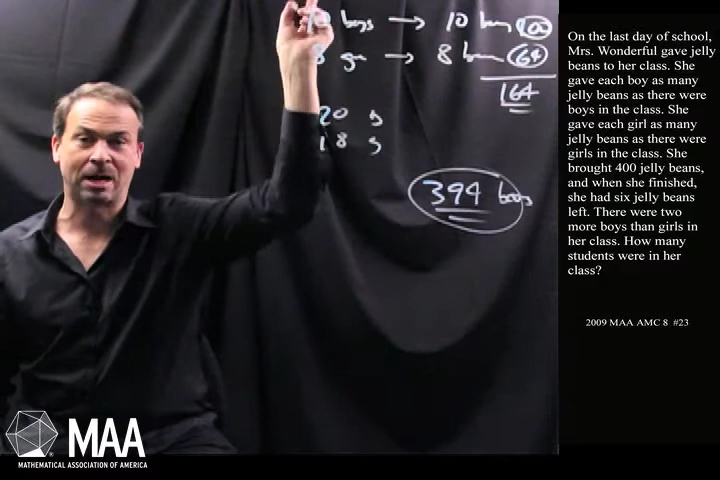 10 boys → 10 bean 100
8 → 8 bean 64
164
20
18
394 beans
On the last day of school,
Mrs. Wonderful gave jelly
beans to her class. She
gave each boy as many
jelly beans as there were
boys in the class. She
gave each girl as many
jelly beans as there were
girls in the class. She
brought 400 jelly beans,
and when she finished,
she had six jelly beans
left. There were two
more boys than girls in
her class. How many
students were in her
class?
2009 MAA AMC 8 #23
MAA
MATHEMATICAL ASSOCIATION OF AMERICA